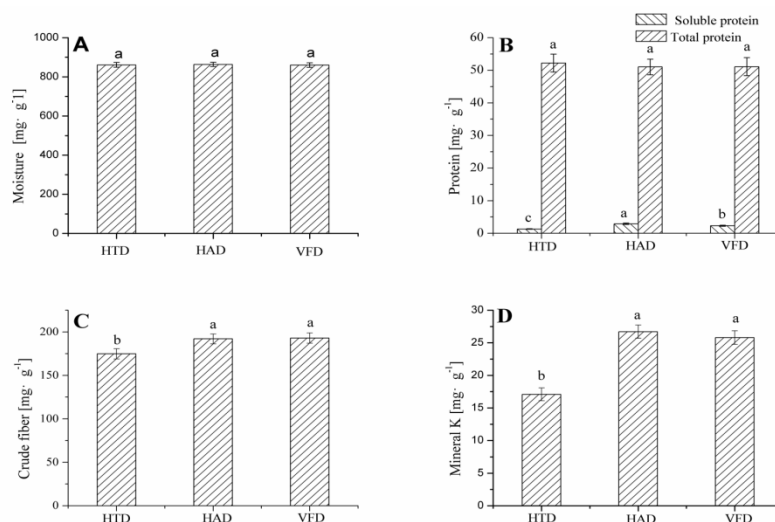 A
Moisture [mg· g-1]
1000
800
600
400
200
0
a
a
a
HTD
HAD
VFD
B
Soluble protein
Total protein
Protein [mg· g-1]
60
50
40
30
20
10
0
c
a
a
a
b
a
HTD
HAD
VFD
C
Crude fiber [mg· g-1]
200
150
100
50
0
b
a
a
HTD
HAD
VFD
D
Mineral K [mg· g-1]
30
25
20
15
10
5
0
b
a
a
HTD
HAD
VFD